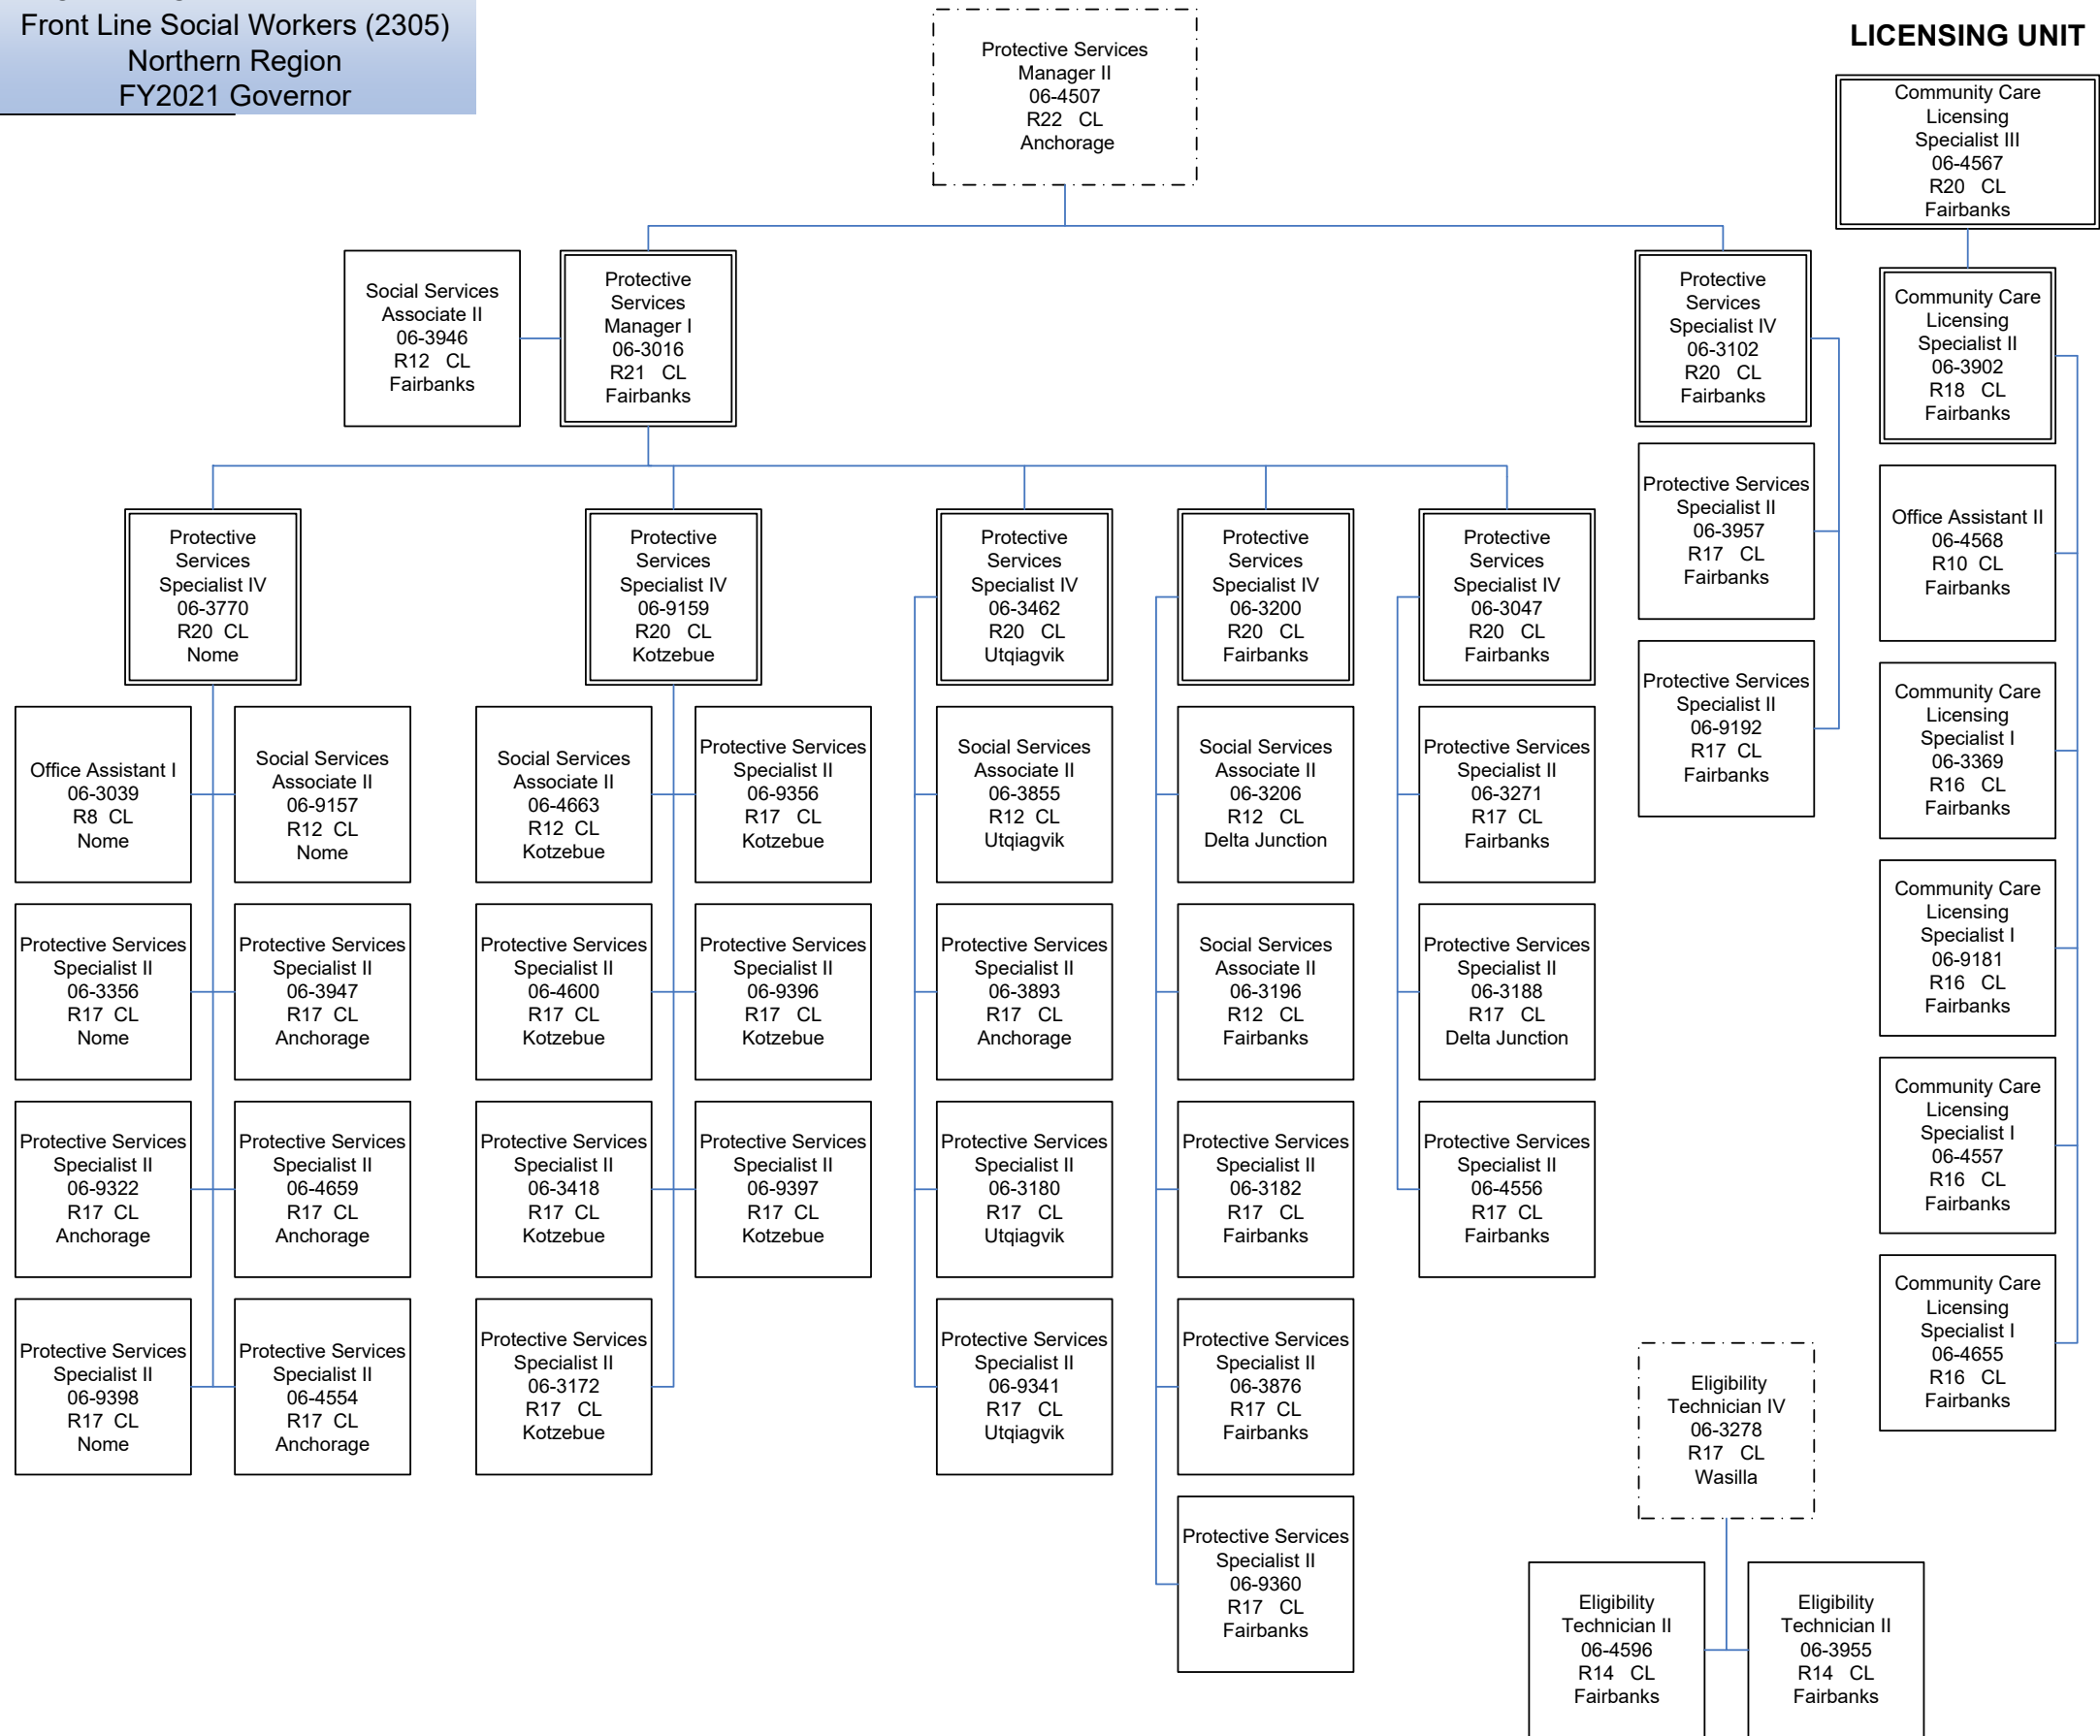 Front Line Social Workers (2305)
Northern Region
FY2021 Governor
Protective Services
Manager II
06-4507
R22 CL
Anchorage
LICENSING UNIT
Community Care
Licensing
Specialist III
06-4567
R20 CL
Fairbanks
Social Services
Associate II
06-3946
R12 CL
Fairbanks
Protective
Services
Manager I
06-3016
R21 CL
Fairbanks
Protective
Services
Specialist IV
06-3102
R20 CL
Fairbanks
Community Care
Licensing
Specialist II
06-3902
R18 CL
Fairbanks
Protective Services
Specialist II
06-3957
R17 CL
Fairbanks
Office Assistant II
06-4568
R10 CL
Fairbanks
Protective
Services
Specialist IV
06-3770
R20 CL
Nome
Protective
Services
Specialist IV
06-9159
R20 CL
Kotzebue
Protective
Services
Specialist IV
06-3462
R20 CL
Utqiagvik
Protective
Services
Specialist IV
06-3200
R20 CL
Fairbanks
Protective
Services
Specialist IV
06-3047
R20 CL
Fairbanks
Protective Services
Specialist II
06-9192
R17 CL
Fairbanks
Community Care
Licensing
Specialist I
06-3369
R16 CL
Fairbanks
Office Assistant I
06-3039
R8 CL
Nome
Social Services
Associate II
06-9157
R12 CL
Nome
Social Services
Associate II
06-4663
R12 CL
Kotzebue
Protective Services
Specialist II
06-9356
R17 CL
Kotzebue
Social Services
Associate II
06-3855
R12 CL
Utqiagvik
Social Services
Associate II
06-3206
R12 CL
Delta Junction
Protective Services
Specialist II
06-3271
R17 CL
Fairbanks
Community Care
Licensing
Specialist I
06-9181
R16 CL
Fairbanks
Protective Services
Specialist II
06-3356
R17 CL
Nome
Protective Services
Specialist II
06-3947
R17 CL
Anchorage
Protective Services
Specialist II
06-4600
R17 CL
Kotzebue
Protective Services
Specialist II
06-9396
R17 CL
Kotzebue
Protective Services
Specialist II
06-3893
R17 CL
Anchorage
Social Services
Associate II
06-3196
R12 CL
Fairbanks
Protective Services
Specialist II
06-3188
R17 CL
Delta Junction
Community Care
Licensing
Specialist I
06-4557
R16 CL
Fairbanks
Protective Services
Specialist II
06-9322
R17 CL
Anchorage
Protective Services
Specialist II
06-4659
R17 CL
Anchorage
Protective Services
Specialist II
06-3418
R17 CL
Kotzebue
Protective Services
Specialist II
06-9397
R17 CL
Kotzebue
Protective Services
Specialist II
06-3180
R17 CL
Utqiagvik
Protective Services
Specialist II
06-3182
R17 CL
Fairbanks
Protective Services
Specialist II
06-4556
R17 CL
Fairbanks
Community Care
Licensing
Specialist I
06-4655
R16 CL
Fairbanks
Protective Services
Specialist II
06-9398
R17 CL
Nome
Protective Services
Specialist II
06-4554
R17 CL
Anchorage
Protective Services
Specialist II
06-3172
R17 CL
Kotzebue
Protective Services
Specialist II
06-9341
R17 CL
Utqiagvik
Protective Services
Specialist II
06-3876
R17 CL
Fairbanks
Eligibility
Technician IV
06-3278
R17 CL
Wasilla
Protective Services
Specialist II
06-9360
R17 CL
Fairbanks
Eligibility
Technician II
06-4596
R14 CL
Fairbanks
Eligibility
Technician II
06-3955
R14 CL
Fairbanks